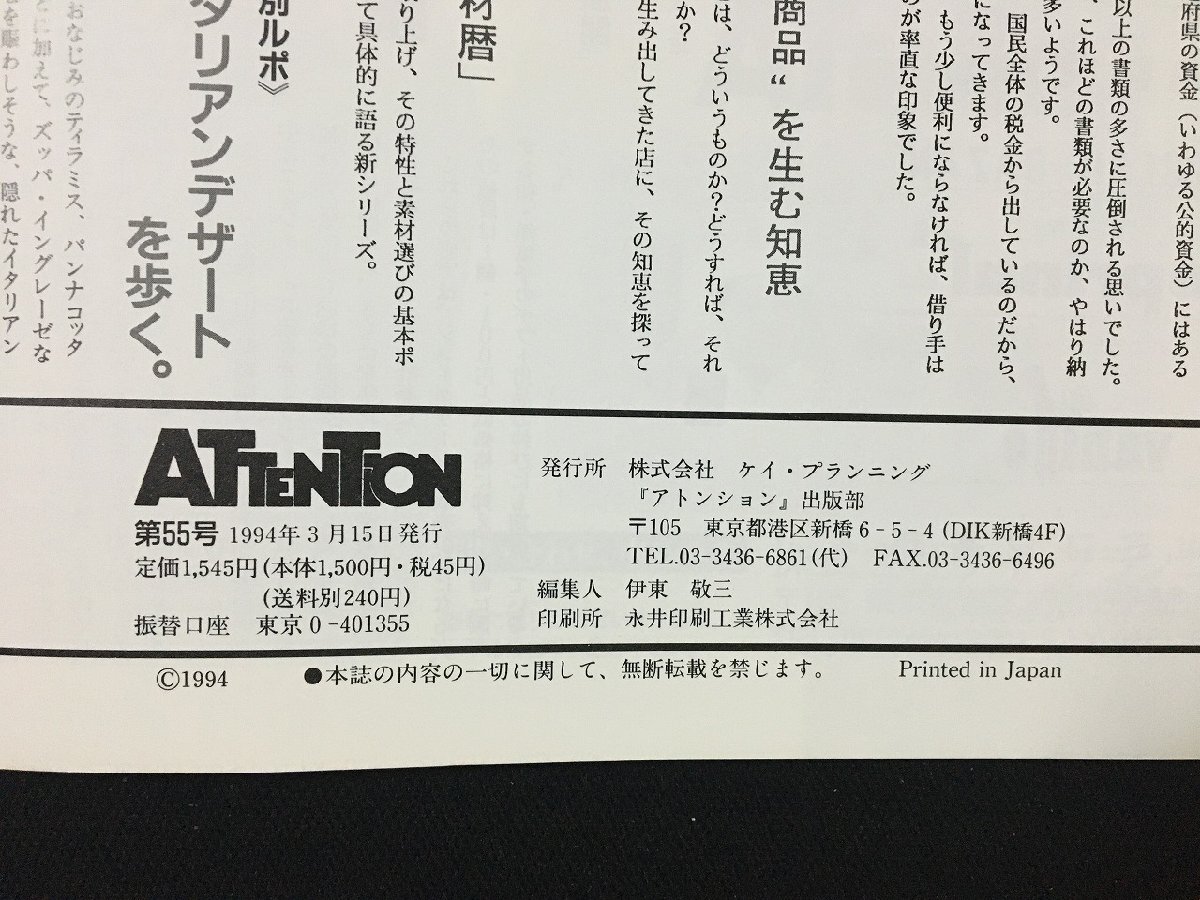 府県の資金（いわゆる公的資金）にはある
以上の書類の多さに圧倒される思いでした。
、これほどの書類が必要なのか、やはり納
多いようです。
国民全体の税金から出しているのだから、
になってきます。
もう少し便利にならなければ、借り手は
のが率直な印象でした。
商品〝を生む知恵
は、どういうものか？どうすれば、それ
か？
生み出してきた店に、その知恵を探って
材暦」
り上げ、その特性と素材選びの基本ポ
て具体的に語る新シリーズ。
別ルポ》
タリアンデザート
を歩く。
おなじみのティラミス、パンナコッタ
に加えて、ズッパ・イングレーゼな
を賑わしそうな、隠れたイタリアン
ATTENTION
第55号 1994年3月15日発行
定価1,545円(本体1,500円・税45円)
(送料別240円)
振替口座 東京0-401355
発行所 株式会社 ケイ・プランニング
『アトンション』出版部
〒105 東京都港区新橋6-5-4(DIK新橋4F)
TEL.03-3436-6861(代) FAX.03-3436-6496
編集人 伊東 敬三
印刷所 永井印刷工業株式会社
©1994 ●本誌の内容の一切に関して、無断転載を禁じます。 Printed in Japan